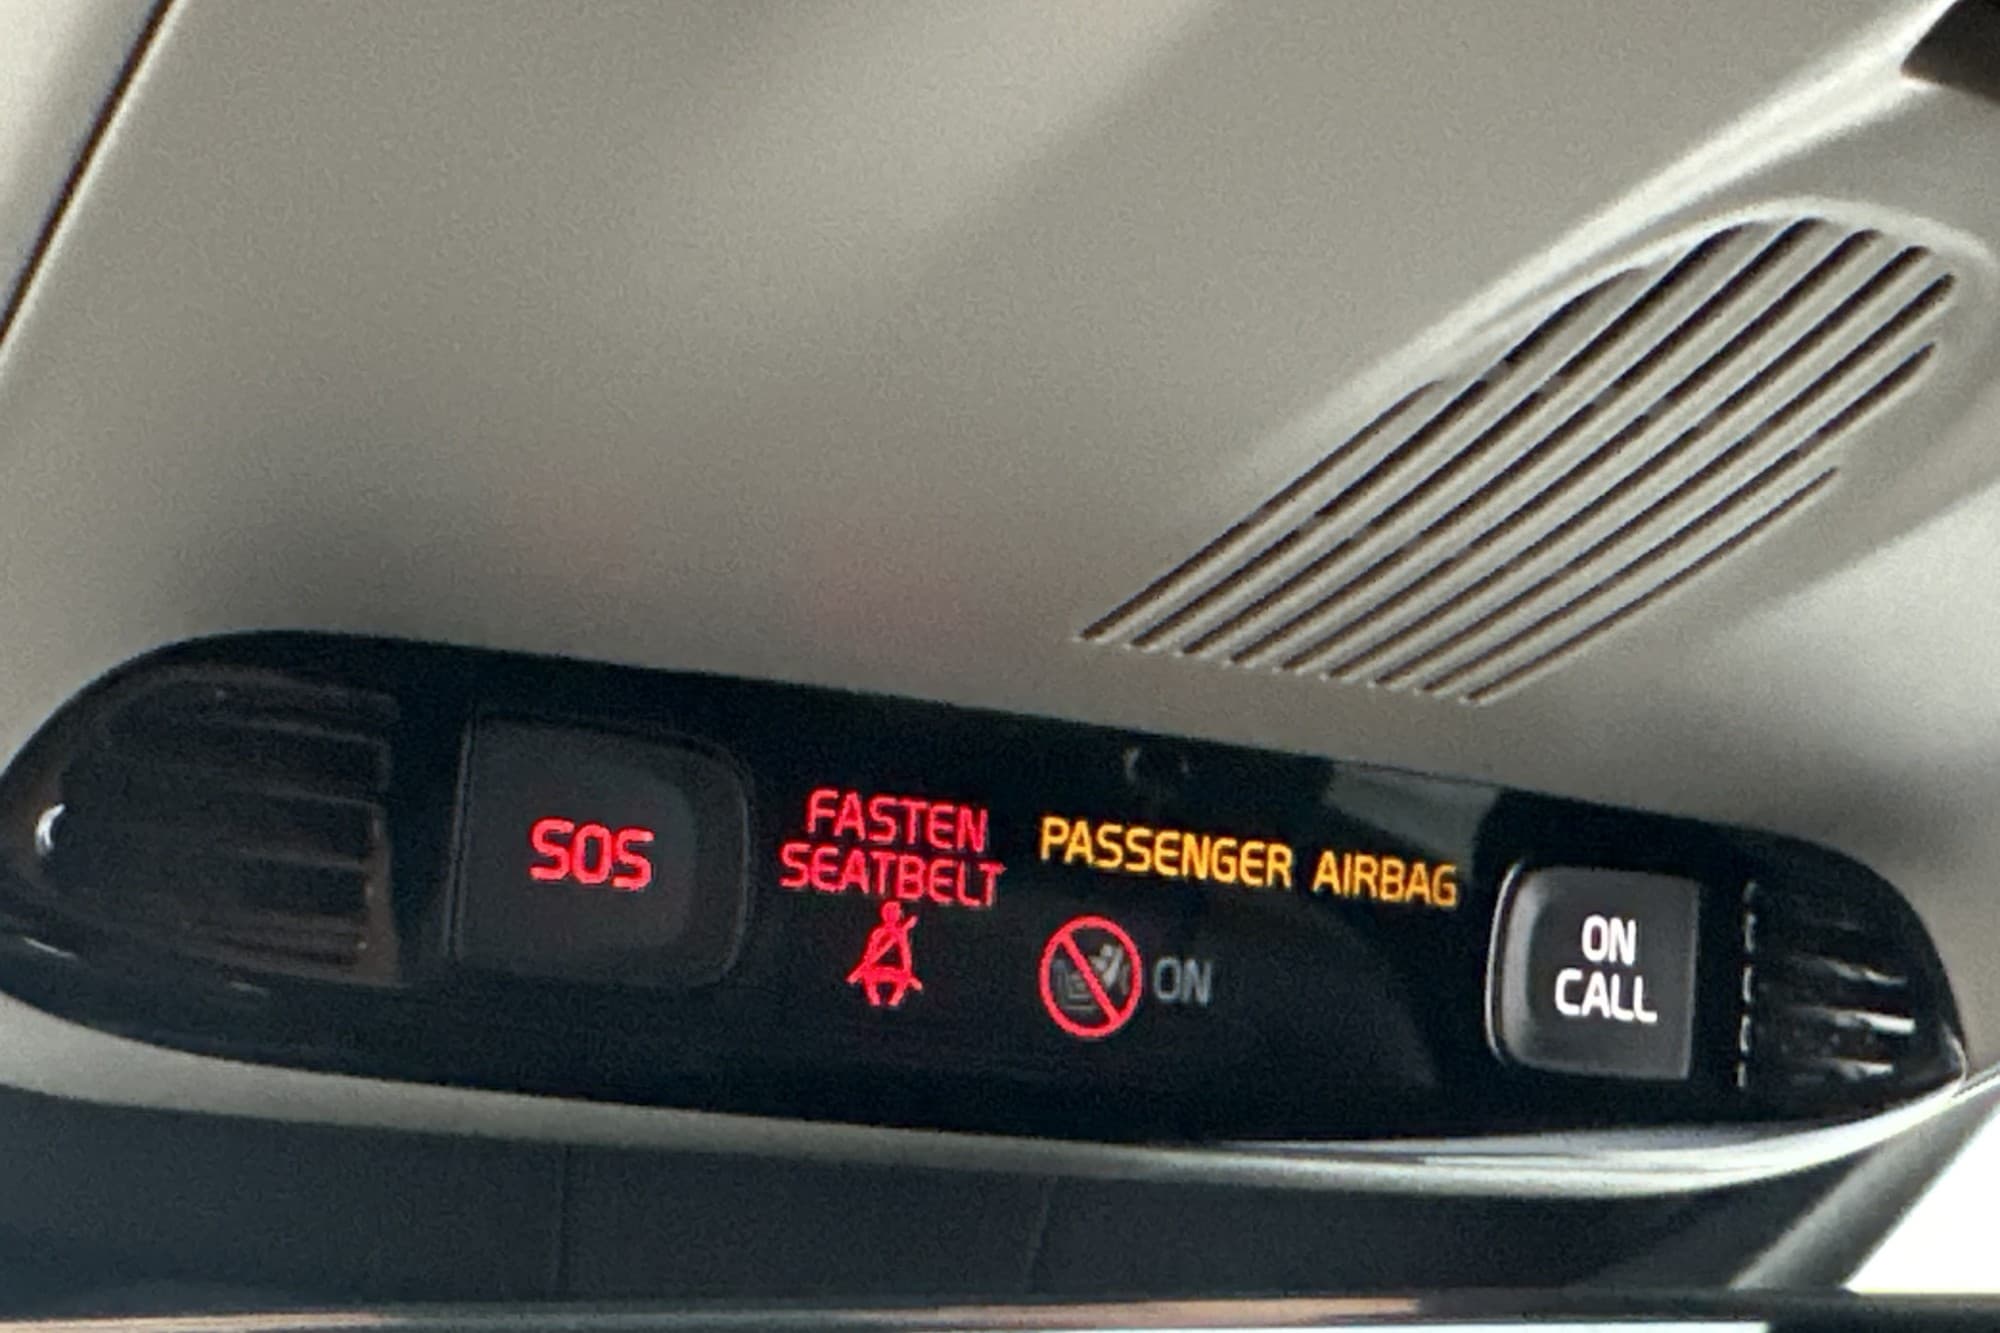 SOS
FASTEN
SEATBELT
PASSENGER AIRBAG
ON
ON
CALL